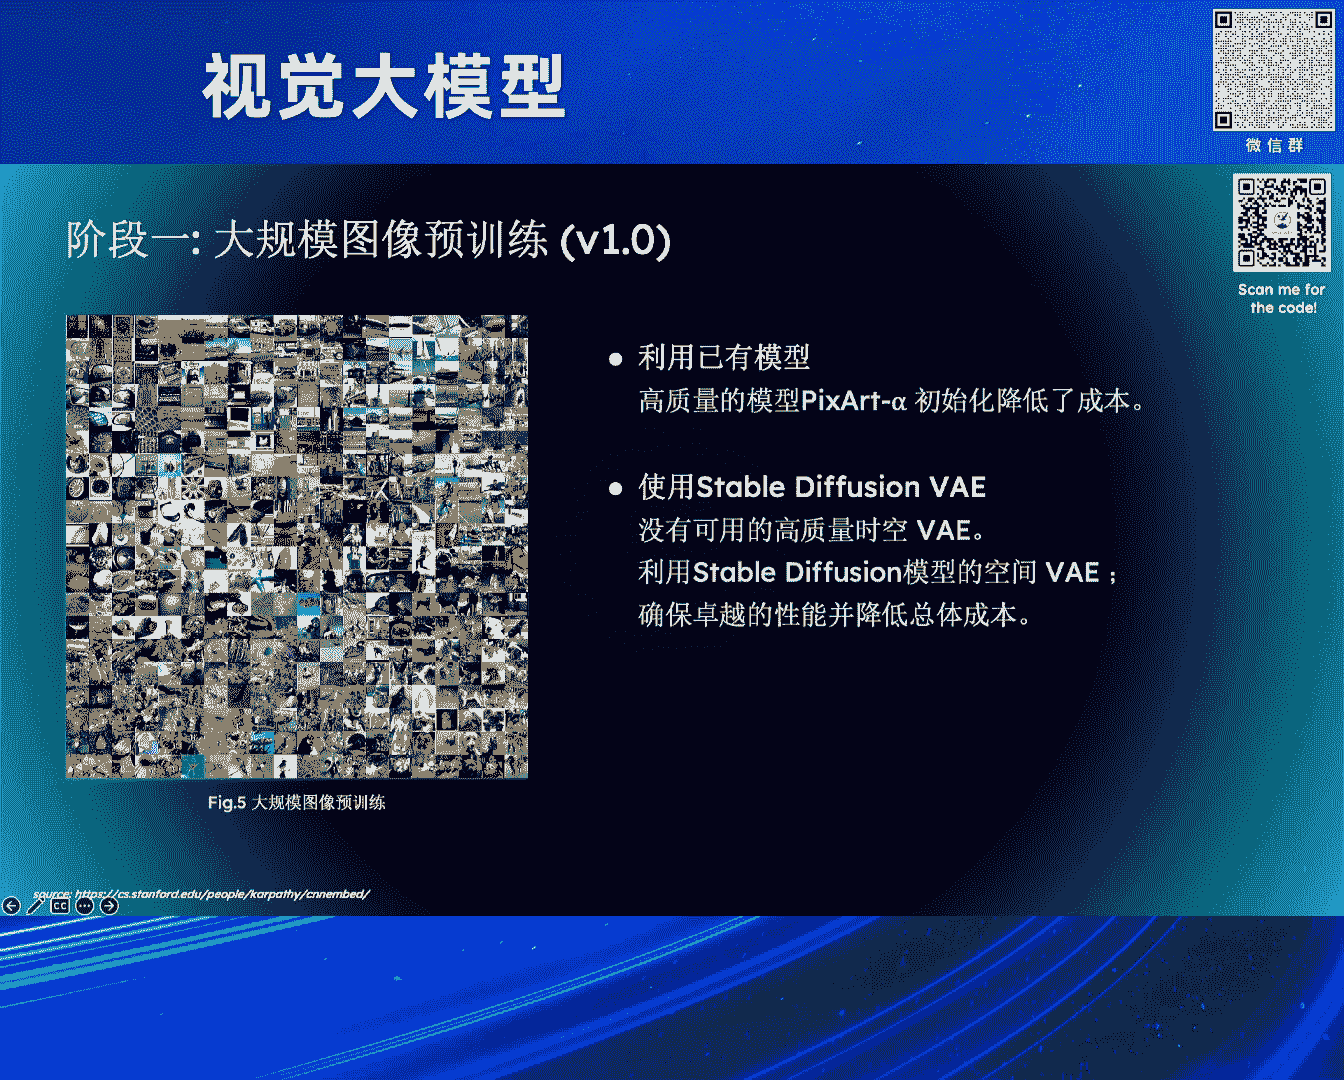 视觉大模型
微信群
阶段一: 大规模图像预训练 (v1.0)
Scan me for
the code!
● 利用已有模型
高质量的模型PixArt-α 初始化降低了成本。
● 使用Stable Diffusion VAE
没有可用的高质量时空 VAE。
利用Stable Diffusion模型的空间 VAE ；
确保卓越的性能并降低总体成本。
Fig.5 大规模图像预训练
source: https://cs.stanford.edu/people/karpathy/cnnembed/
CC